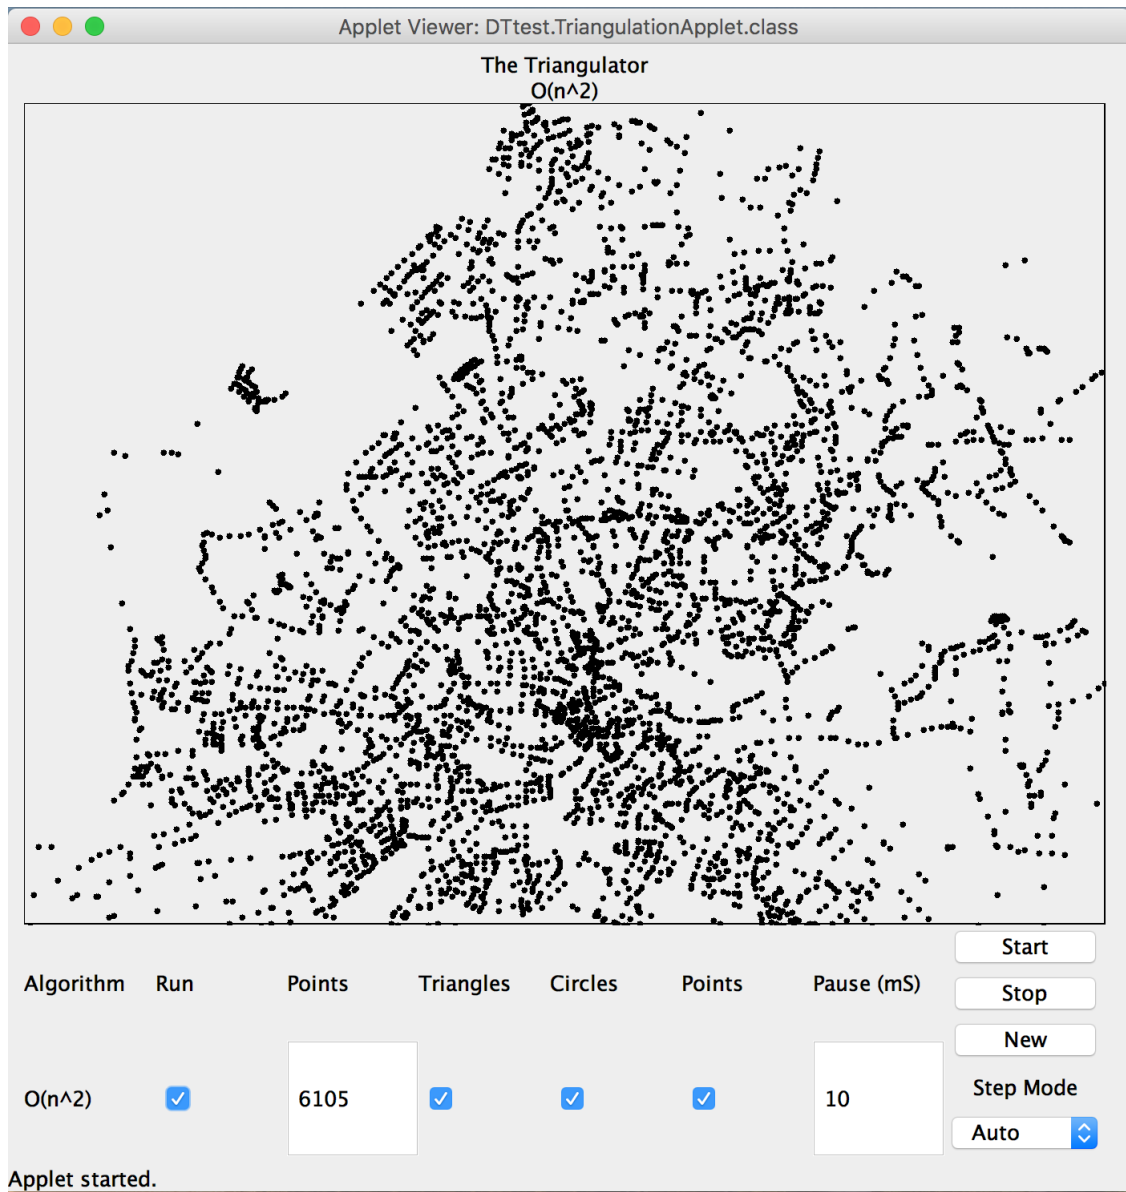 Applet Viewer: DTtest.TriangulationApplet.class
The Triangulator
O(n^2)
Start
Algorithm Run Points Triangles Circles Points Pause (mS)
Stop
New
Step Mode
O(n^2) 6105 10
Auto
Applet started.